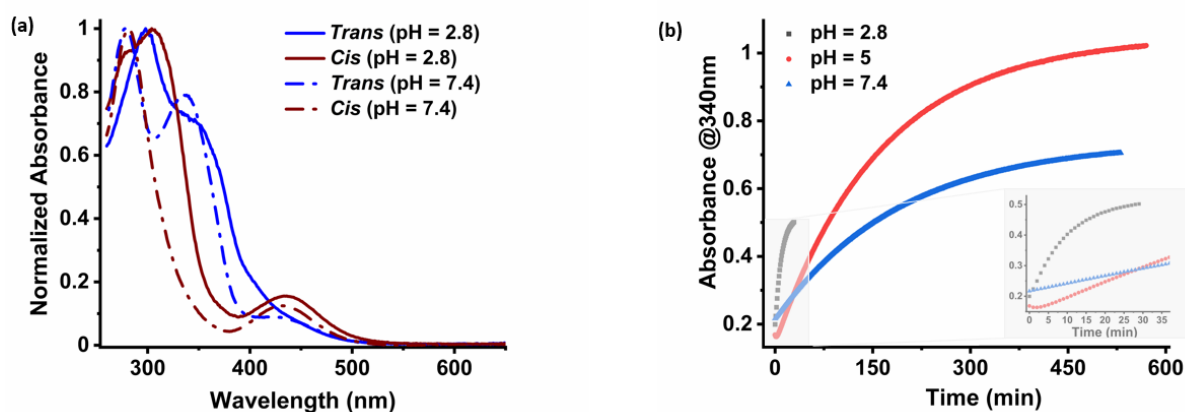 (a)
Trans (pH = 2.8)
Cis (pH = 2.8)
Trans (pH = 7.4)
Cis (pH = 7.4)
Normalized Absorbance
1
0.8
0.6
0.4
0.2
0
300
400
500
600
Wavelength (nm)
(b)
pH = 2.8
pH = 5
pH = 7.4
Absorbance @340nm
1
0.8
0.6
0.4
0.2
0
150
300
450
600
Time (min)
0.5
0.4
0.3
0.2
0 5 10 15 20 25 30 35
Time (min)